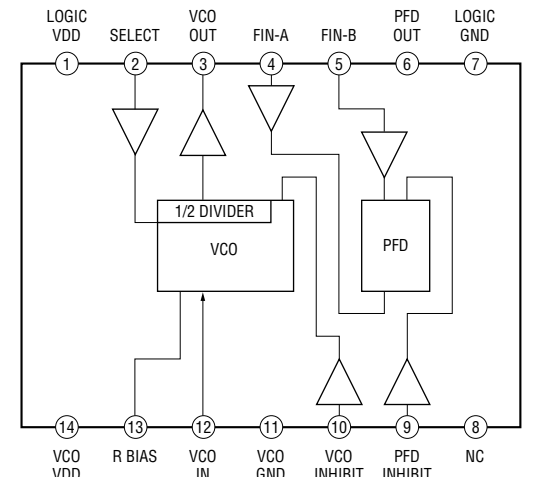 LOGIC VDD
SELECT
VCO OUT
FIN-A
FIN-B
PFD OUT
LOGIC GND
1 2 3 4 5 6 7
1/2 DIVIDER
VCO
PFD
14 13 12 11 10 9 8
VCO VDD
R BIAS
VCO IN
VCO GND
VCO INHIBIT
PFD INHIBIT
NC